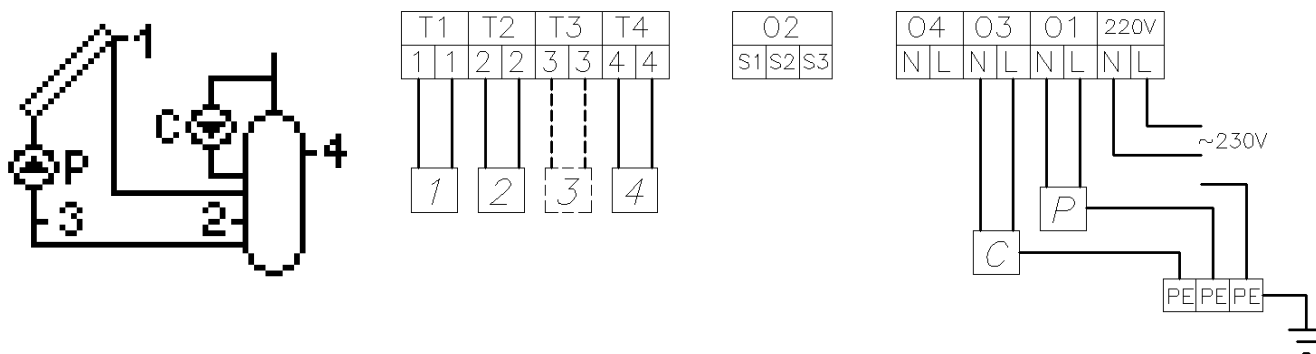 T1 T2 T3 T4 O2 O4 O3 O1 220V
1 1 2 2 3 3 4 4 S1 S2 S3 N L N L N L N L
1
C 4
~230V
P
1 2 3 4
3 2
P
C
PE PE PE